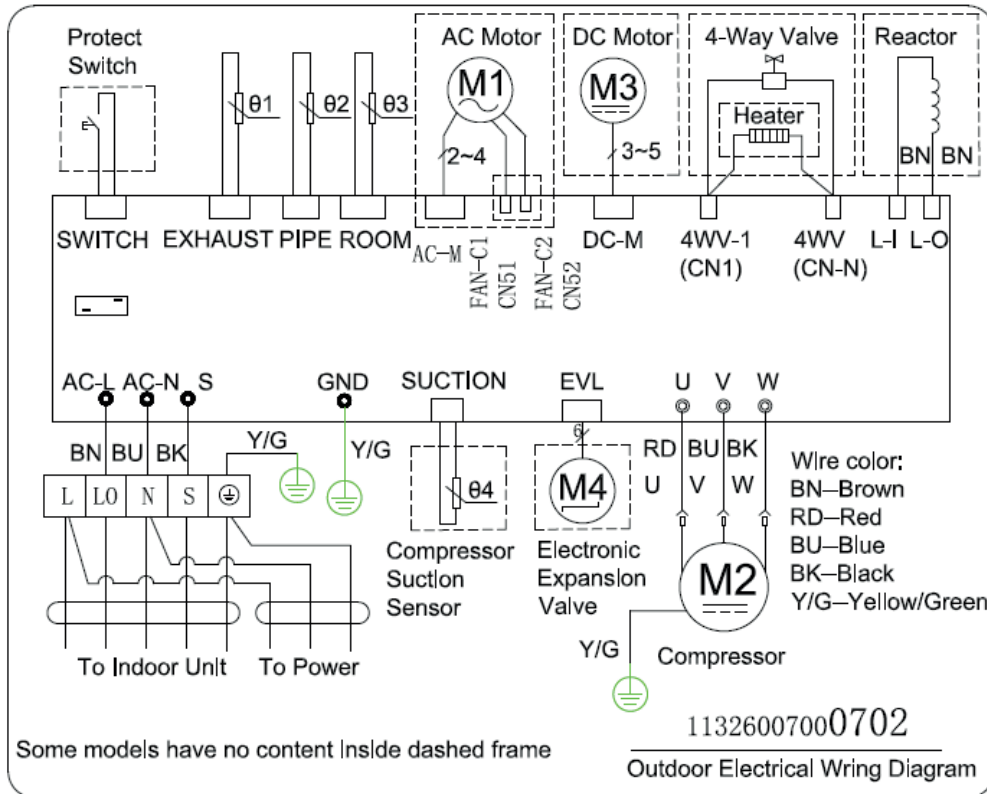 Protect
Switch
AC Motor
DC Motor
4-Way Valve
Reactor
M1
M3
θ1
θ2
θ3
Heater
2~4
3~5
BN
BN
SWITCH
EXHAUST
PIPE
ROOM
AC-M
FAN-C1
CN51
FAN-C2
CN52
DC-M
4WV-1
(CN1)
4WV
(CN-N)
L-I
L-O
AC-L
AC-N
S
GND
SUCTION
EVL
U
V
W
BN
BU
BK
Y/G
Y/G
6
RD
BU
BK
U
V
W
L
LO
N
S
θ4
M4
Compressor
Suction
Sensor
Electronic
Expansion
Valve
M2
Y/G
Compressor
Wire color:
BN—Brown
RD—Red
BU—Blue
BK—Black
Y/G—Yellow/Green
To Indoor Unit
To Power
Some models have no content inside dashed frame
11326007000702
Outdoor Electrical Wring Diagram